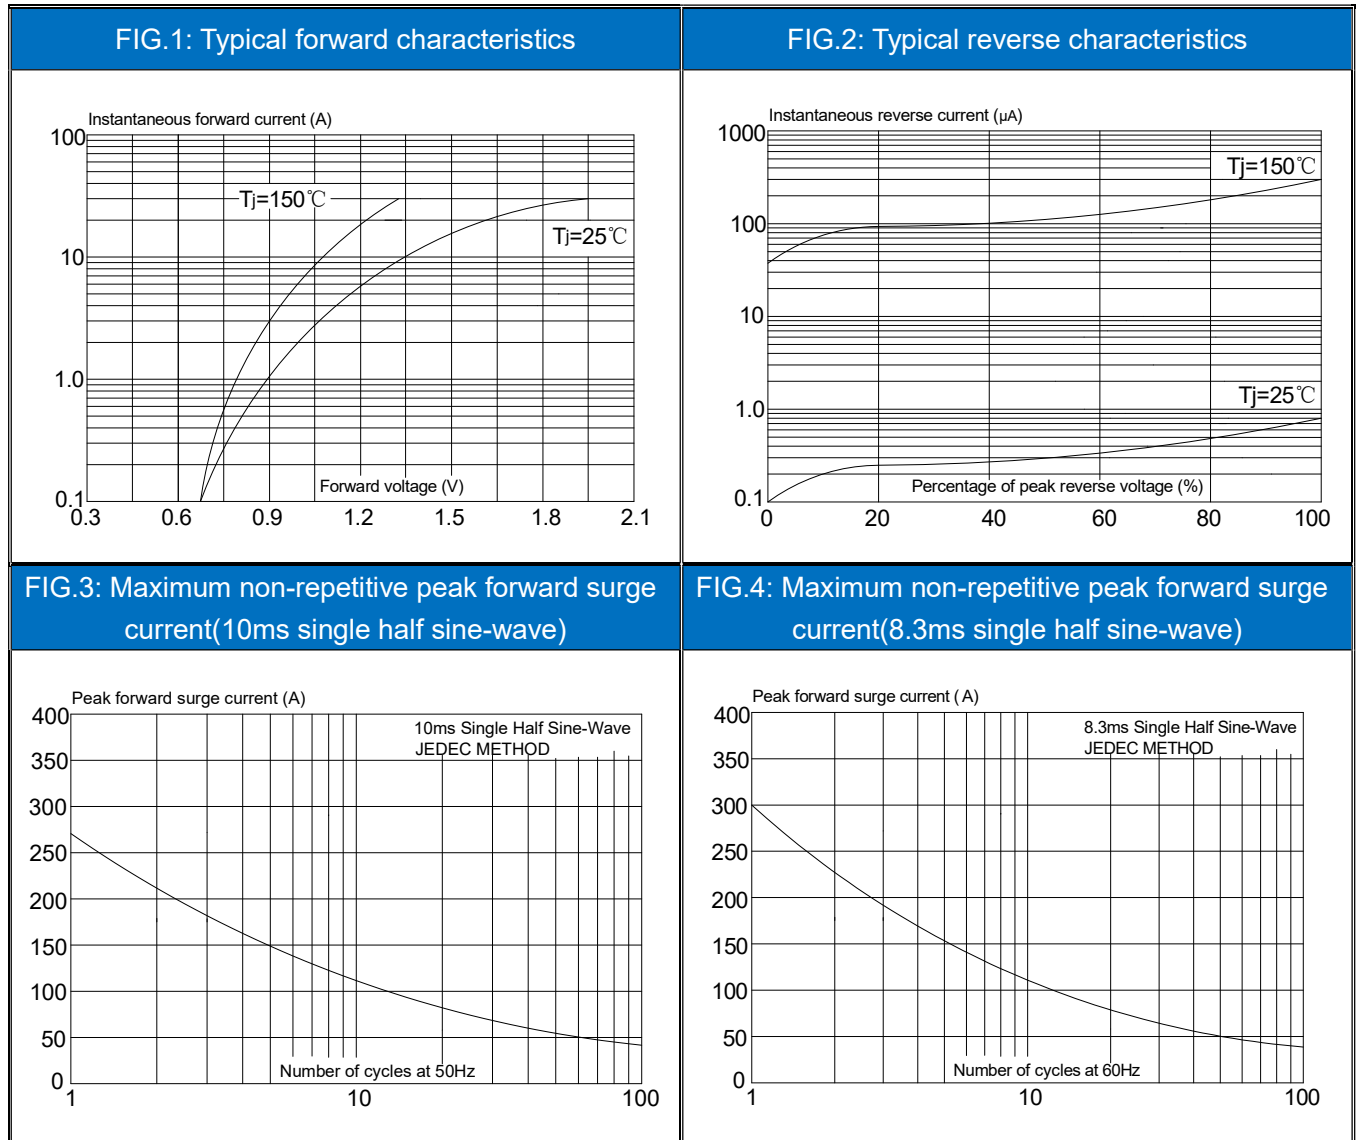 FIG.1: Typical forward characteristics
Instantaneous forward current (A)
100
10
1.0
0.1
Tj=150℃
Tj=25℃
Forward voltage (V)
0.3 0.6 0.9 1.2 1.5 1.8 2.1
FIG.2: Typical reverse characteristics
Instantaneous reverse current (μA)
1000
100
10
1.0
0.1
Tj=150℃
Tj=25℃
Percentage of peak reverse voltage (%)
0 20 40 60 80 100
FIG.3: Maximum non-repetitive peak forward surge
current(10ms single half sine-wave)
Peak forward surge current (A)
400
350
300
250
200
150
100
50
0
10ms Single Half Sine-Wave
JEDEC METHOD
Number of cycles at 50Hz
1 10 100
FIG.4: Maximum non-repetitive peak forward surge
current(8.3ms single half sine-wave)
Peak forward surge current ( A)
400
350
300
250
200
150
100
50
0
8.3ms Single Half Sine-Wave
JEDEC METHOD
Number of cycles at 60Hz
1 10 100